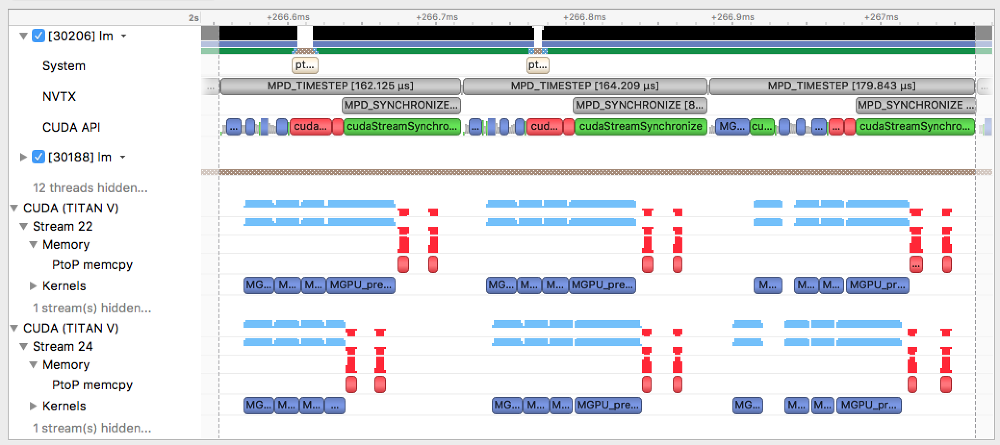 2s +266.6ms +266.7ms +266.8ms +266.9ms +267ms
[30206] lm
System pt... pt...
... MPD_TIMESTEP [162.125 µs] MPD_TIMESTEP [164.209 µs] MPD_TIMESTEP [179.843 µs] ...
NVTX
MPD_SYNCHRONIZE... MPD_SYNCHRONIZE [8... MPD_SYNCHRONIZE ...
CUDA API ... cuda... cudaStreamSynchro... ... cud... cudaStreamSynchronize MG... cu... ... ... cudaStreamSynchro...
[30188] lm
12 threads hidden...
CUDA (TITAN V)
Stream 22
Memory
PtoP memcpy ...
Kernels MG... M... M... MGPU_pre... MG... M... M... MGPU_pre... M... M... M... MGPU_pr...
1 stream(s) hidden...
CUDA (TITAN V)
Stream 24
Memory
PtoP memcpy
Kernels MG... M... M... ... MG... M... M... MGPU_pre... MG... M... M... MGPU_pr...
1 stream(s) hidden...